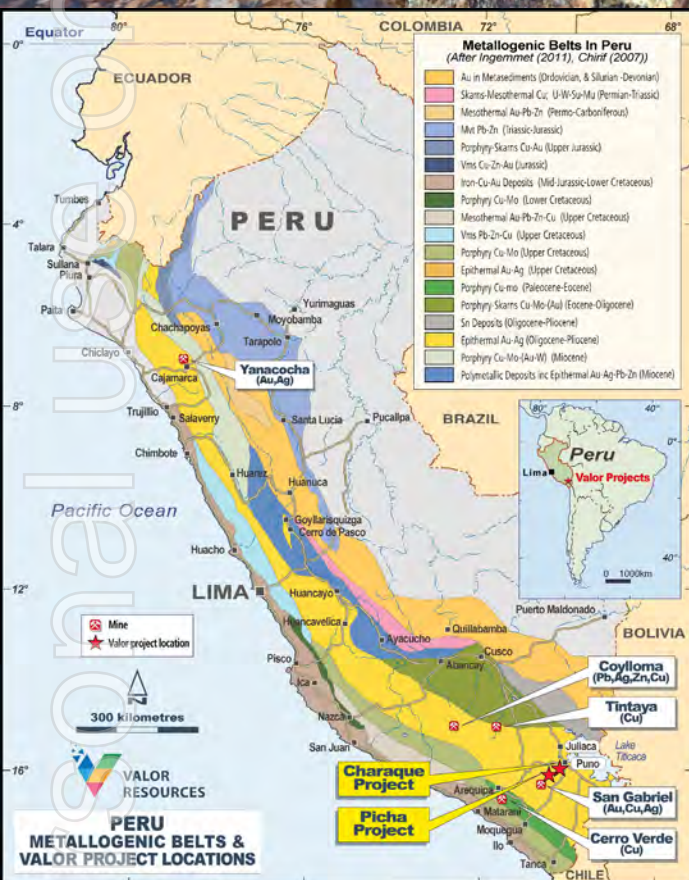 80°
76°
COLOMBIA
72°
68°
Equator
0°
ECUADOR
Metallogenic Belts In Peru
(After Ingemmet (2011), Chirif (2007))
Au in Metasediments (Ordovician, & Silurian -Devonian)
Skarns-Mesothermal Cu; U-W-Su-Mu (Permian-Triassic)
Mesothermal Au-Pb-Zn (Permo-Carboniferous)
Mvt Pb-Zn (Triassic-Jurassic)
Porphyry-Skarns Cu-Au (Upper Jurassic)
Vms Cu-Zn-Au (Jurassic)
Iron-Cu-Au Deposits (Mid-Jurassic-Lower Cretaceous)
Porphyry Cu-Mo (Lower Cretaceous)
Mesothermal Au-Pb-Zn-Cu (Upper Cretaceous)
Vms Pb-Zn-Cu (Upper Cretaceous)
Porphyry Cu-Mo (Upper Cretaceous)
Epithermal Au-Ag (Upper Cretaceous)
Porphyry Cu-mo (Paleocene-Eocene)
Porphyry Skarns Cu-Mo-(Au) (Eocene-Oligocene)
Sn Deposits (Oligocene-Pliocene)
Epithermal Au-Ag (Oligocene-Pliocene)
Porphyry Cu-Mo-(Au-W) (Miocene)
Polymetallic Deposits inc Epithermal Au-Ag-Pb-Zn (Miocene)
Tumbes
4°
PERU
Talara
Sullana
Piura
Paita
Yurimaguas
Moyobamba
Chachapoyas
Tarapolo
Chiclayo
Yanacocha
(Au,Ag)
Cajamarca
8°
Trujillio
Salaverry
Santa Lucia
Pucallpa
BRAZIL
Chimbote
Huarez
Huanuca
Pacific Ocean
Goyllarisquizga
Cerro de Pasco
Huacho
80°
40°
0°
Peru
Lima
Valor Projects
40°
0 1000km
12°
LIMA
Huancayo
Puerto Maldonado
Huancavelica
Quillabamba
BOLIVIA
Mine
Valor project location
Ayacucho
Cusco
Abancay
Pisco
Jca
Coylloma
(Pb,Ag,Zn,Cu)
Tintaya
(Cu)
300 kilometres
Nazca
San Juan
Juliaca
Lake
Titicaca
Puno
16°
VALOR
RESOURCES
Charaque
Project
Picha
Project
Arequipa
Matarani
Moquegua
Ilo
San Gabriel
(Au,Cu,Ag)
Cerro Verde
(Cu)
PERU
METALLOGENIC BELTS &
VALOR PROJECT LOCATIONS
Tanca
CHILE
sonal use o